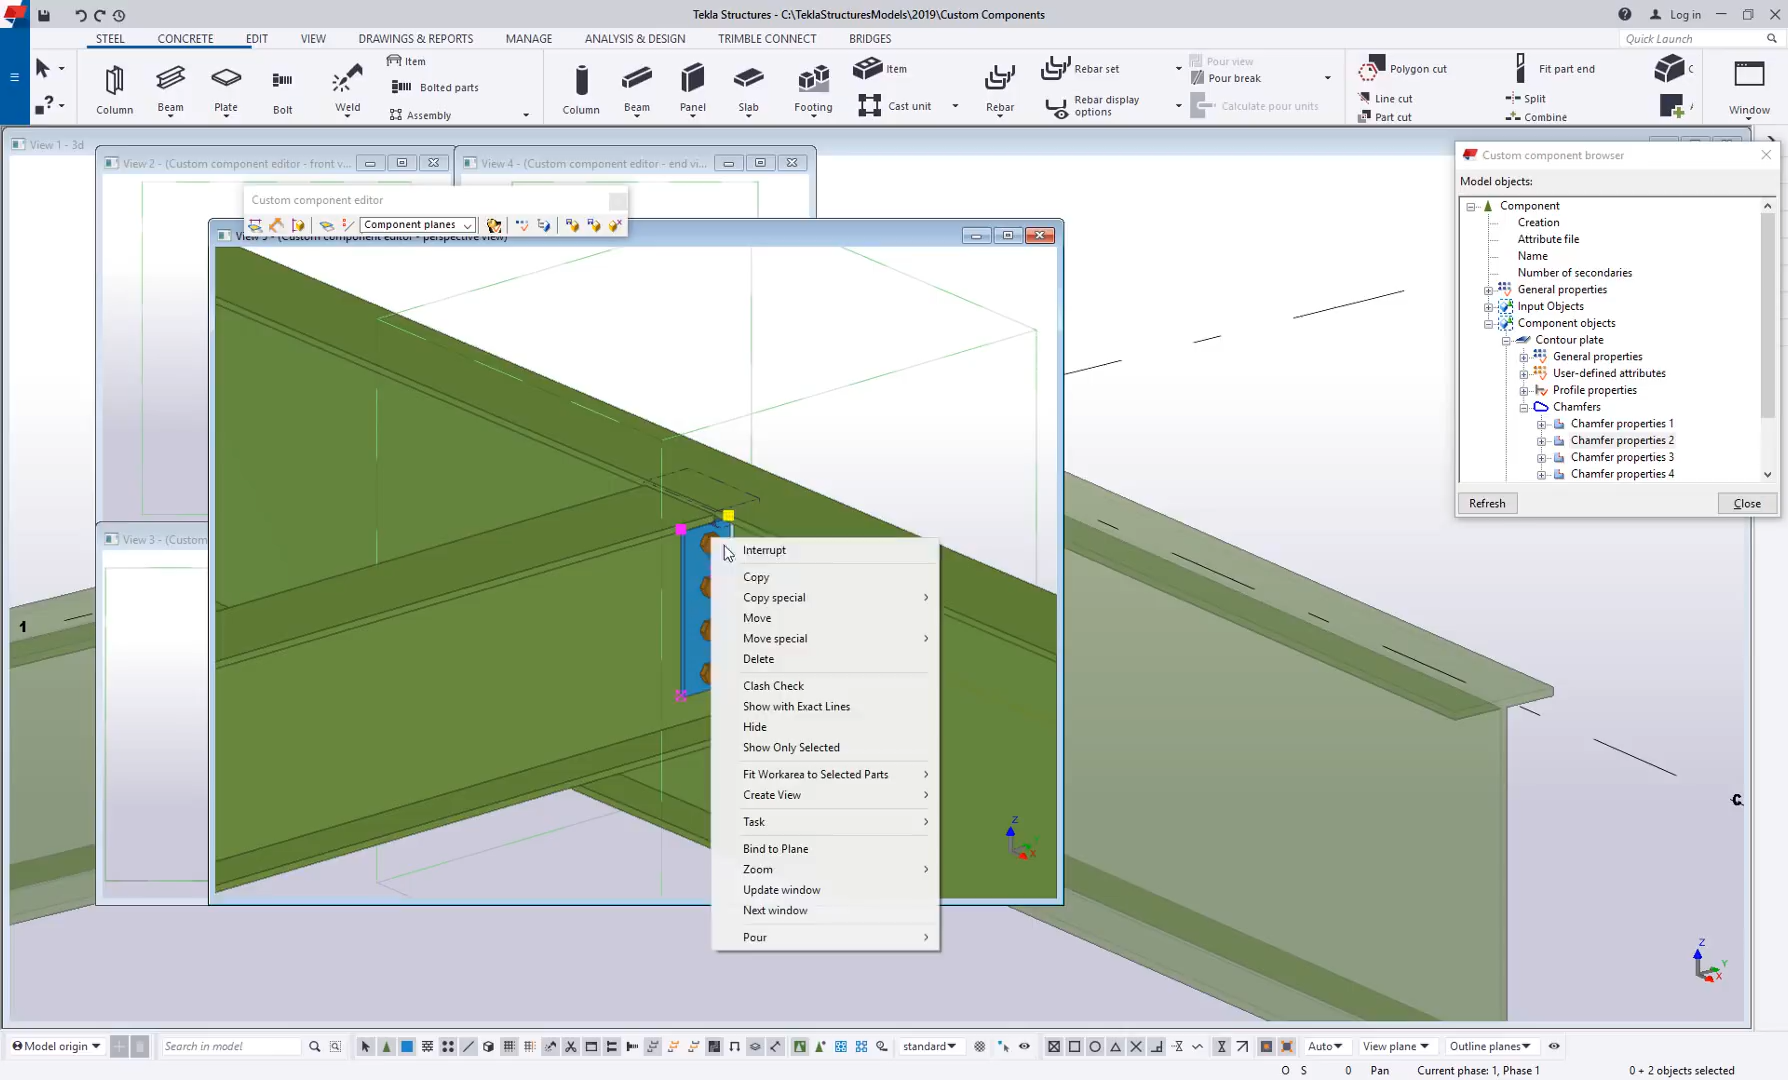 Tekla Structures - C:\TeklaStructuresModels\2019\Custom Components
Log in
STEEL
CONCRETE
EDIT
VIEW
DRAWINGS & REPORTS
MANAGE
ANALYSIS & DESIGN
TRIMBLE CONNECT
BRIDGES
Quick Launch
Column
Beam
Plate
Bolt
Weld
Item
Bolted parts
Assembly
Column
Beam
Panel
Slab
Footing
Item
Cast unit
Rebar
Rebar set
Rebar display options
Pour view
Pour break
Calculate pour units
Polygon cut
Line cut
Part cut
Fit part end
Split
Combine
C
Window
View 1 - 3d
View 2 - (Custom component editor - front v...
View 4 - (Custom component editor - end vi...
Custom component editor
Component planes
(Custom component editor - perspective view)
View 3 - (Custom
1
C
Interrupt
Copy
Copy special
Move
Move special
Delete
Clash Check
Show with Exact Lines
Hide
Show Only Selected
Fit Workarea to Selected Parts
Create View
Task
Bind to Plane
Zoom
Update window
Next window
Pour
Z
Y
X
Z
Y
X
Custom component browser
Model objects:
Component
Creation
Attribute file
Name
Number of secondaries
General properties
Input Objects
Component objects
Contour plate
General properties
User-defined attributes
Profile properties
Chamfers
Chamfer properties 1
Chamfer properties 2
Chamfer properties 3
Chamfer properties 4
Refresh
Close
Model origin
Search in model
standard
Auto
View plane
Outline planes
O S 0 Pan Current phase: 1, Phase 1 0 + 2 objects selected